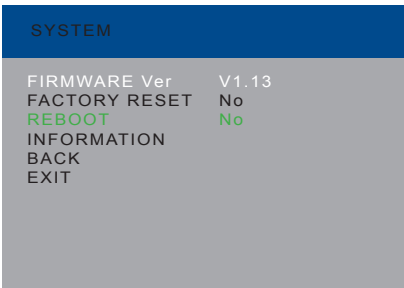 SYSTEM
FIRMWARE Ver V1.13
FACTORY RESET No
REBOOT No
INFORMATION
BACK
EXIT